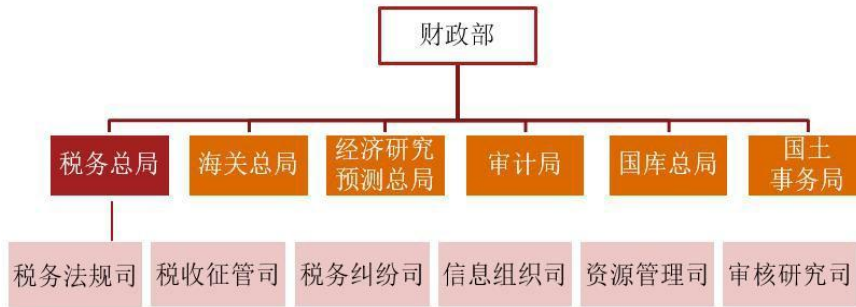 财政部
税务总局
海关总局
经济研究
预测总局
审计局
国库总局
国土
事务局
税务法规司
税收征管司
税务纠纷司
信息组织司
资源管理司
审核研究司